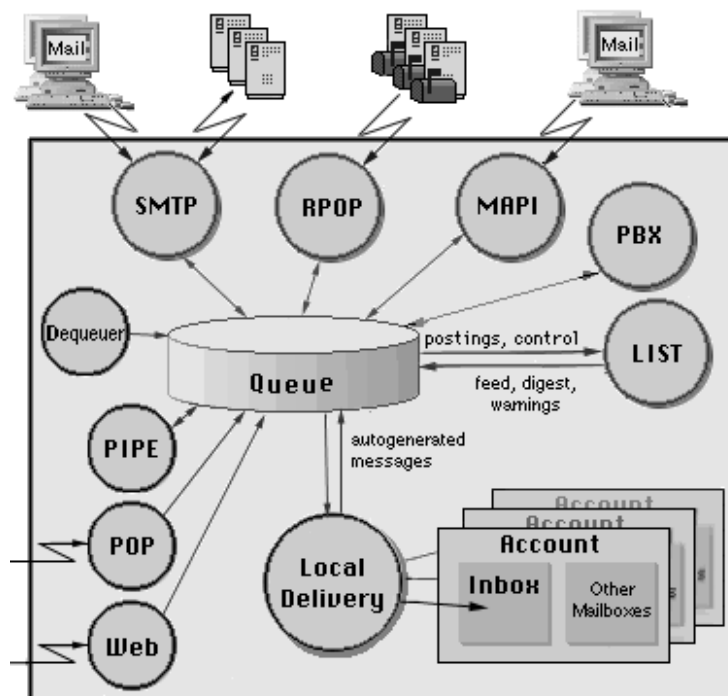 Mail
Mail
SMTP
RPOP
MAPI
PBX
Dequeuer
postings, control
LIST
Queue
feed, digest,
warnings
PIPE
autogenerated
messages
POP
Account
Account
Account
Local
Delivery
Inbox
Other
Mailboxes
s
s
Web